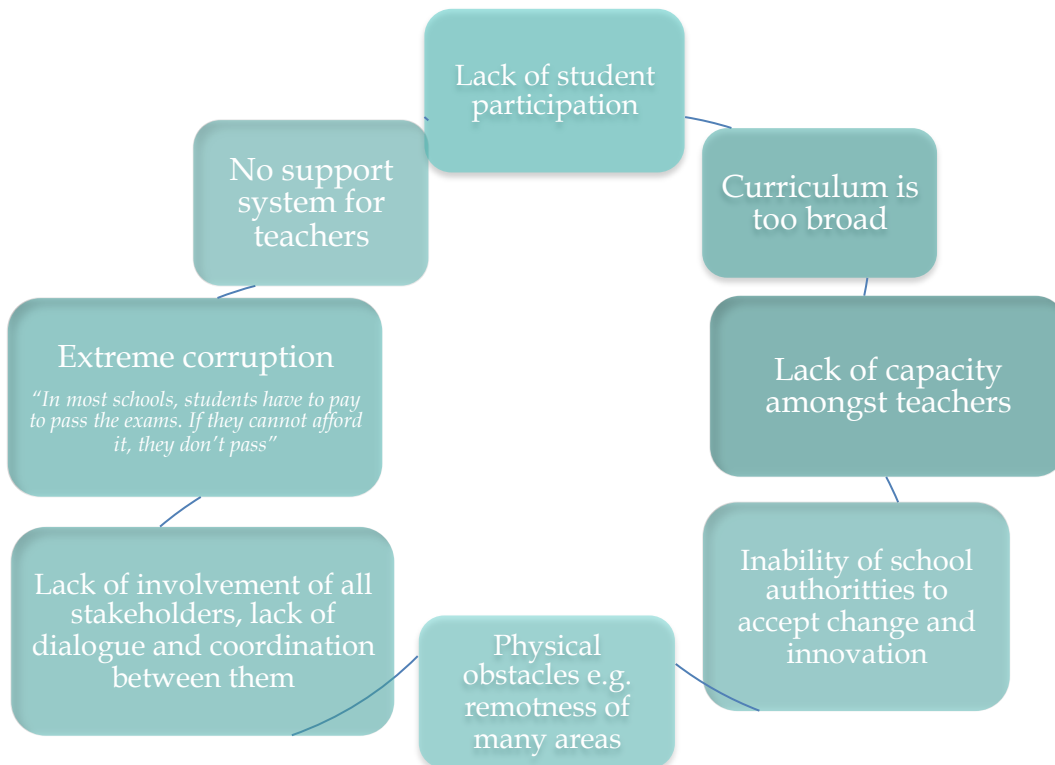 Lack of student
participation
Curriculum is
too broad
Lack of capacity
amongst teachers
Inability of school
authoritties to
accept change and
innovation
Physical
obstacles e.g.
remotness of
many areas
Lack of involvement of all
stakeholders, lack of
dialogue and coordination
between them
Extreme corruption
“In most schools, students have to pay
to pass the exams. If they cannot afford
it, they don’t pass”
No support
system for
teachers